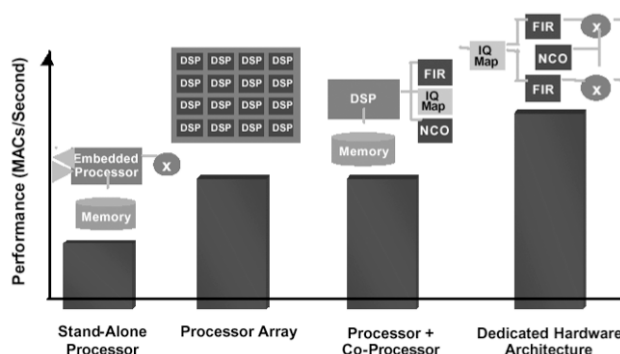 Performance (MACs/Second)
Embedded
Processor
X
Memory
DSP DSP DSP DSP
DSP DSP DSP DSP
DSP DSP DSP DSP
DSP DSP DSP DSP
DSP
Memory
FIR
IQ
Map
NCO
IQ
Map
FIR
X
NCO
FIR
X
Stand-Alone
Processor
Processor Array
Processor +
Co-Processor
Dedicated Hardware
Architecture